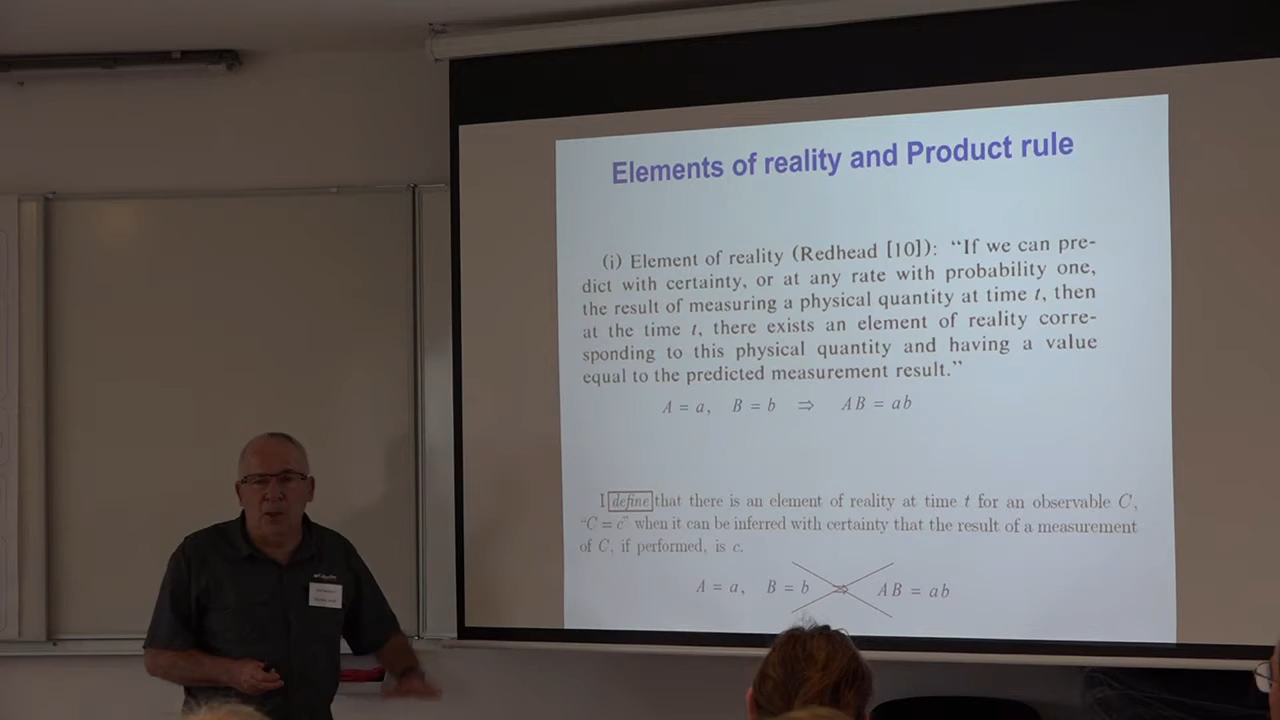 Elements of reality and Product rule
(i) Element of reality (Redhead [10]): “If we can pre-
dict with certainty, or at any rate with probability one,
the result of measuring a physical quantity at time t, then
at the time t, there exists an element of reality corre-
sponding to this physical quantity and having a value
equal to the predicted measurement result.”
A = a, B = b ⇒ AB = ab
I define that there is an element of reality at time t for an observable C,
“C = c” when it can be inferred with certainty that the result of a measurement
of C, if performed, is c.
A = a, B = b ⇒ AB = ab